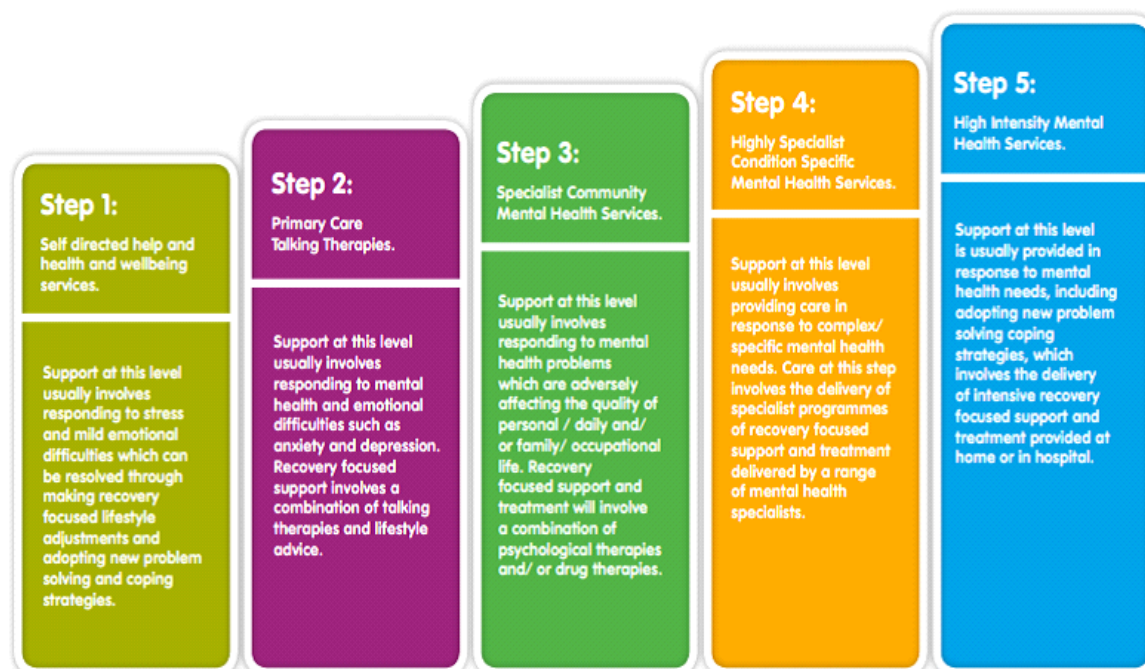 Step 1:
Self directed help and
health and wellbeing
services.
Support at this level
usually involves
responding to stress
and mild emotional
difficulties which can
be resolved through
making recovery
focused lifestyle
adjustments and
adopting new problem
solving and coping
strategies.
Step 2:
Primary Care
Talking Therapies.
Support at this level
usually involves
responding to mental
health and emotional
difficulties such as
anxiety and depression.
Recovery focused
support involves a
combination of talking
therapies and lifestyle
advice.
Step 3:
Specialist Community
Mental Health Services.
Support at this level
usually involves
responding to mental
health problems
which are adversely
affecting the quality of
personal / daily and/
or family/ occupational
life. Recovery
focused support and
treatment will involve
a combination of
psychological therapies
and/ or drug therapies.
Step 4:
Highly Specialist
Condition Specific
Mental Health Services.
Support at this level
usually involves
providing care in
response to complex/
specific mental health
needs. Care at this step
involves the delivery of
specialist programmes
of recovery focused
support and treatment
delivered by a range
of mental health
specialists.
Step 5:
High Intensity Mental
Health Services.
Support at this level
is usually provided in
response to mental
health needs, including
adopting new problem
solving coping
strategies, which
involves the delivery
of intensive recovery
focused support and
treatment provided at
home or in hospital.